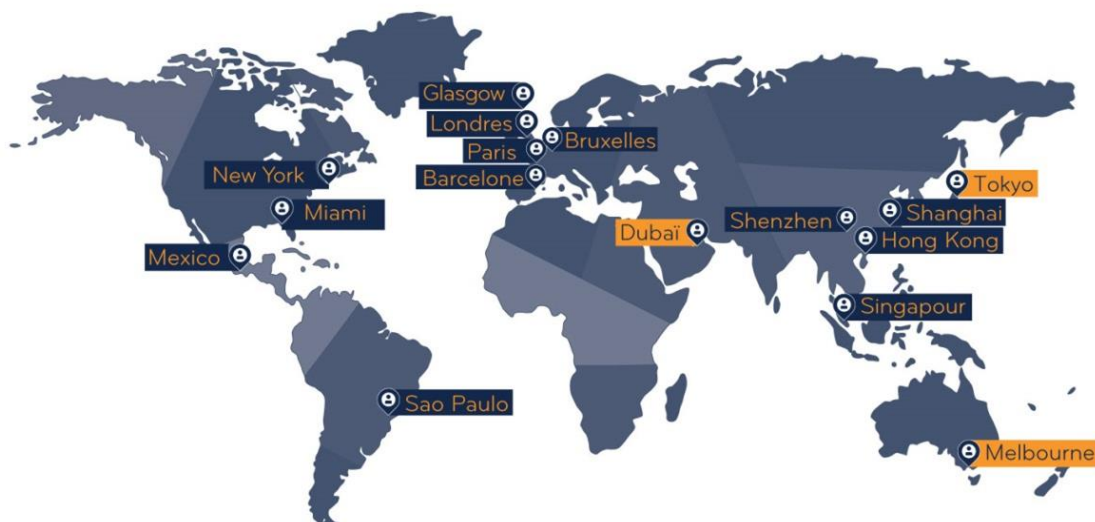 Glasgow
Londres
Bruxelles
Paris
New York
Barcelone
Tokyo
Miami
Shenzhen
Shanghai
Dubaï
Hong Kong
Mexico
Singapour
Sao Paulo
Melbourne